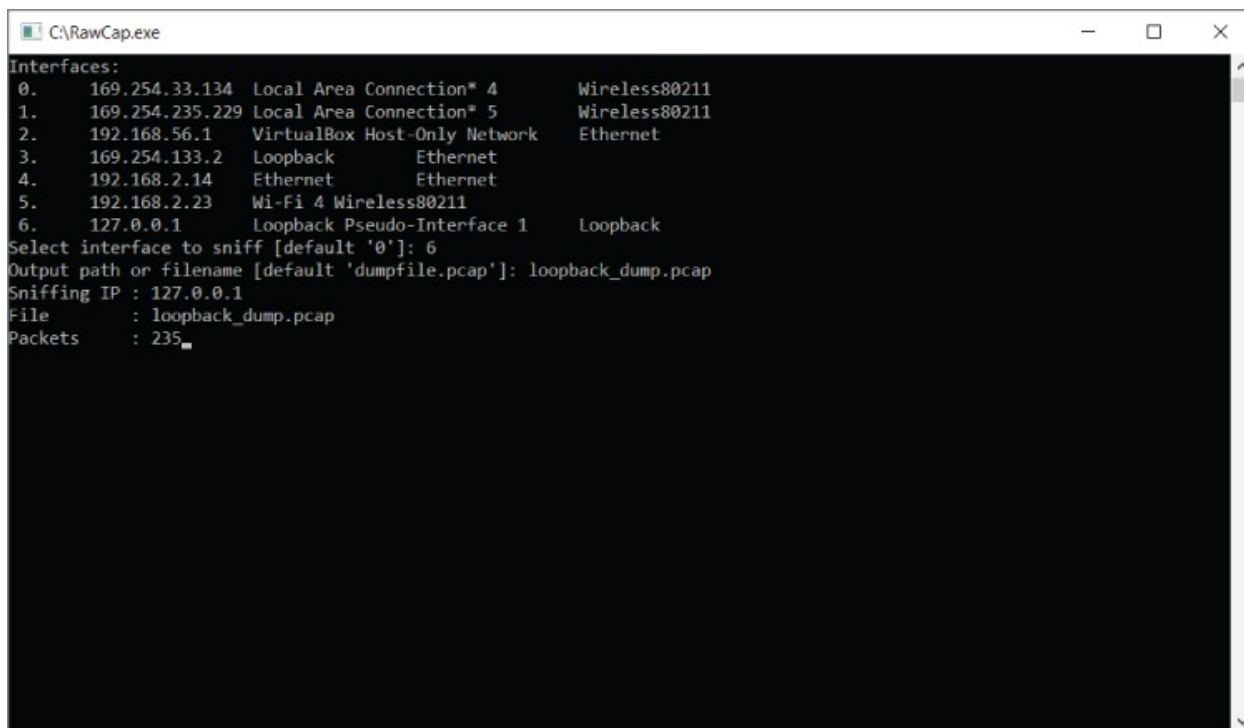 C:\RawCap.exe
Interfaces:
0. 169.254.33.134 Local Area Connection* 4 Wireless80211
1. 169.254.235.229 Local Area Connection* 5 Wireless80211
2. 192.168.56.1 VirtualBox Host-Only Network Ethernet
3. 169.254.133.2 Loopback Ethernet
4. 192.168.2.14 Ethernet Ethernet
5. 192.168.2.23 Wi-Fi 4 Wireless80211
6. 127.0.0.1 Loopback Pseudo-Interface 1 Loopback
Select interface to sniff [default '0']: 6
Output path or filename [default 'dumpfile.pcap']: loopback_dump.pcap
Sniffing IP : 127.0.0.1
File : loopback_dump.pcap
Packets : 235